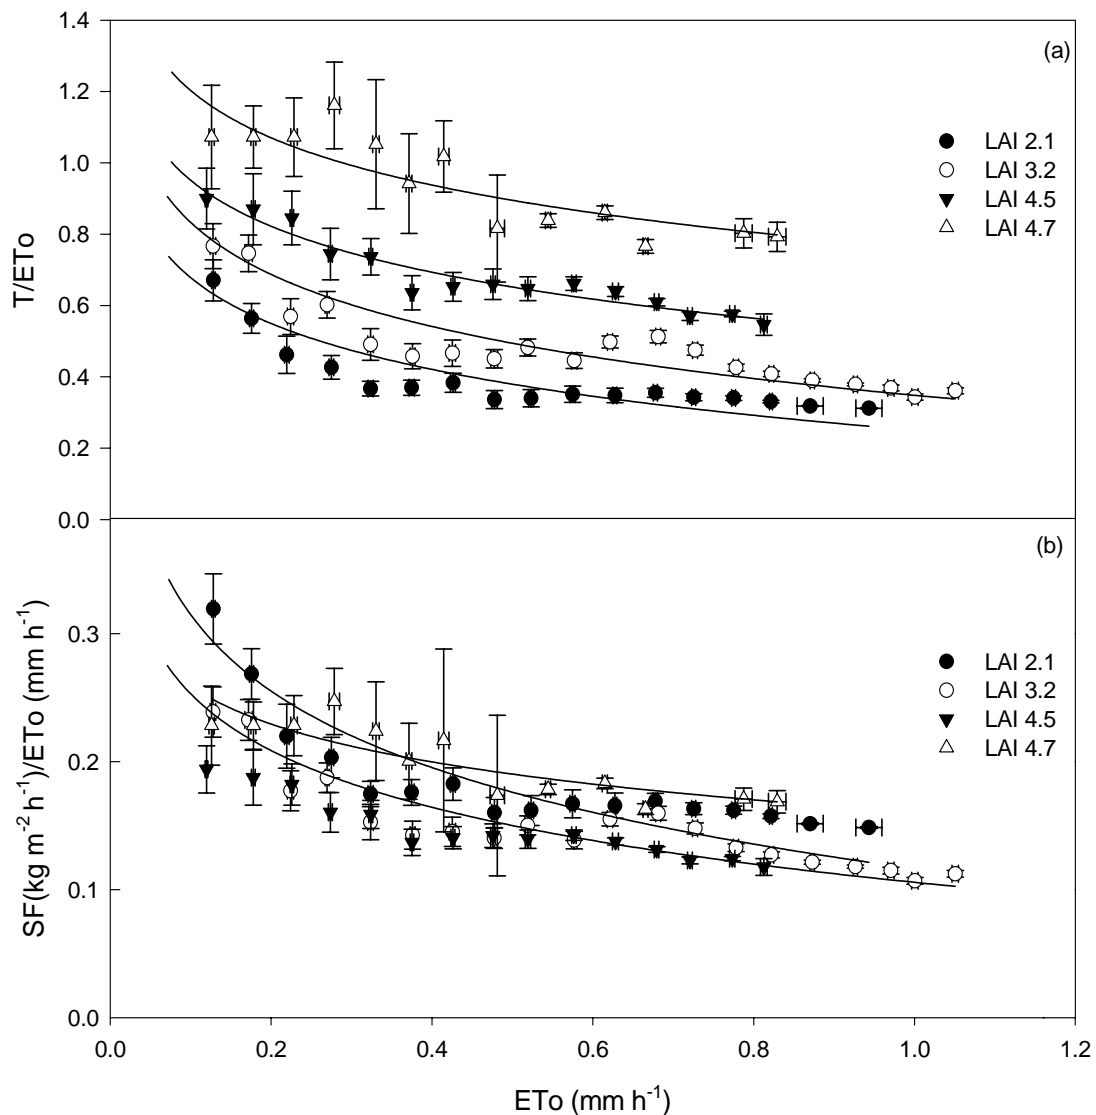 1.4
(a)
1.2
LAI 2.1
1.0
LAI 3.2
LAI 4.5
0.8
LAI 4.7
T/ETo
0.6
0.4
0.2
0.0
(b)
0.3
LAI 2.1
LAI 3.2
0.2
LAI 4.5
LAI 4.7
SF(kg m⁻² h⁻¹)/ETo (mm h⁻¹)
0.1
0.0
0.0 0.2 0.4 0.6 0.8 1.0 1.2
ETo (mm h⁻¹)